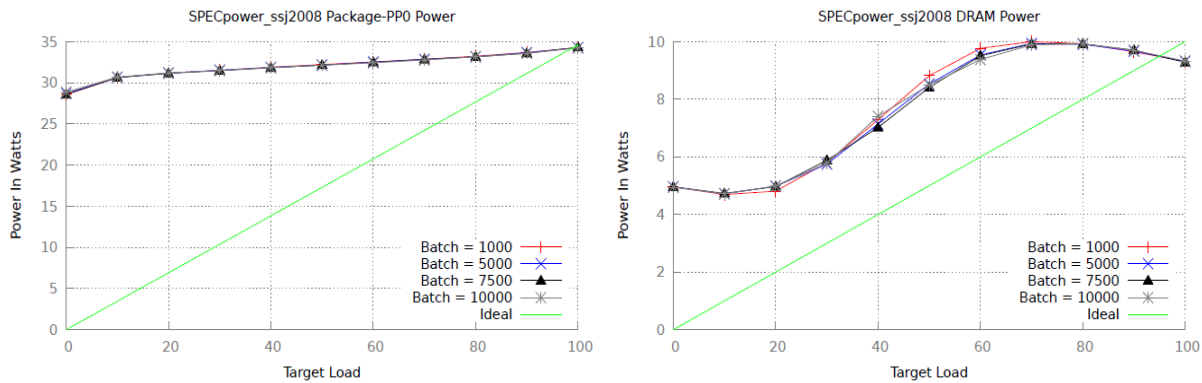 SPECpower_ssj2008 Package-PP0 Power
35
30
25
20
15
10
5
0
Power In Watts
Batch = 1000
Batch = 5000
Batch = 7500
Batch = 10000
Ideal
0 20 40 60 80 100
Target Load
SPECpower_ssj2008 DRAM Power
10
8
6
4
2
0
Power In Watts
Batch = 1000
Batch = 5000
Batch = 7500
Batch = 10000
Ideal
0 20 40 60 80 100
Target Load